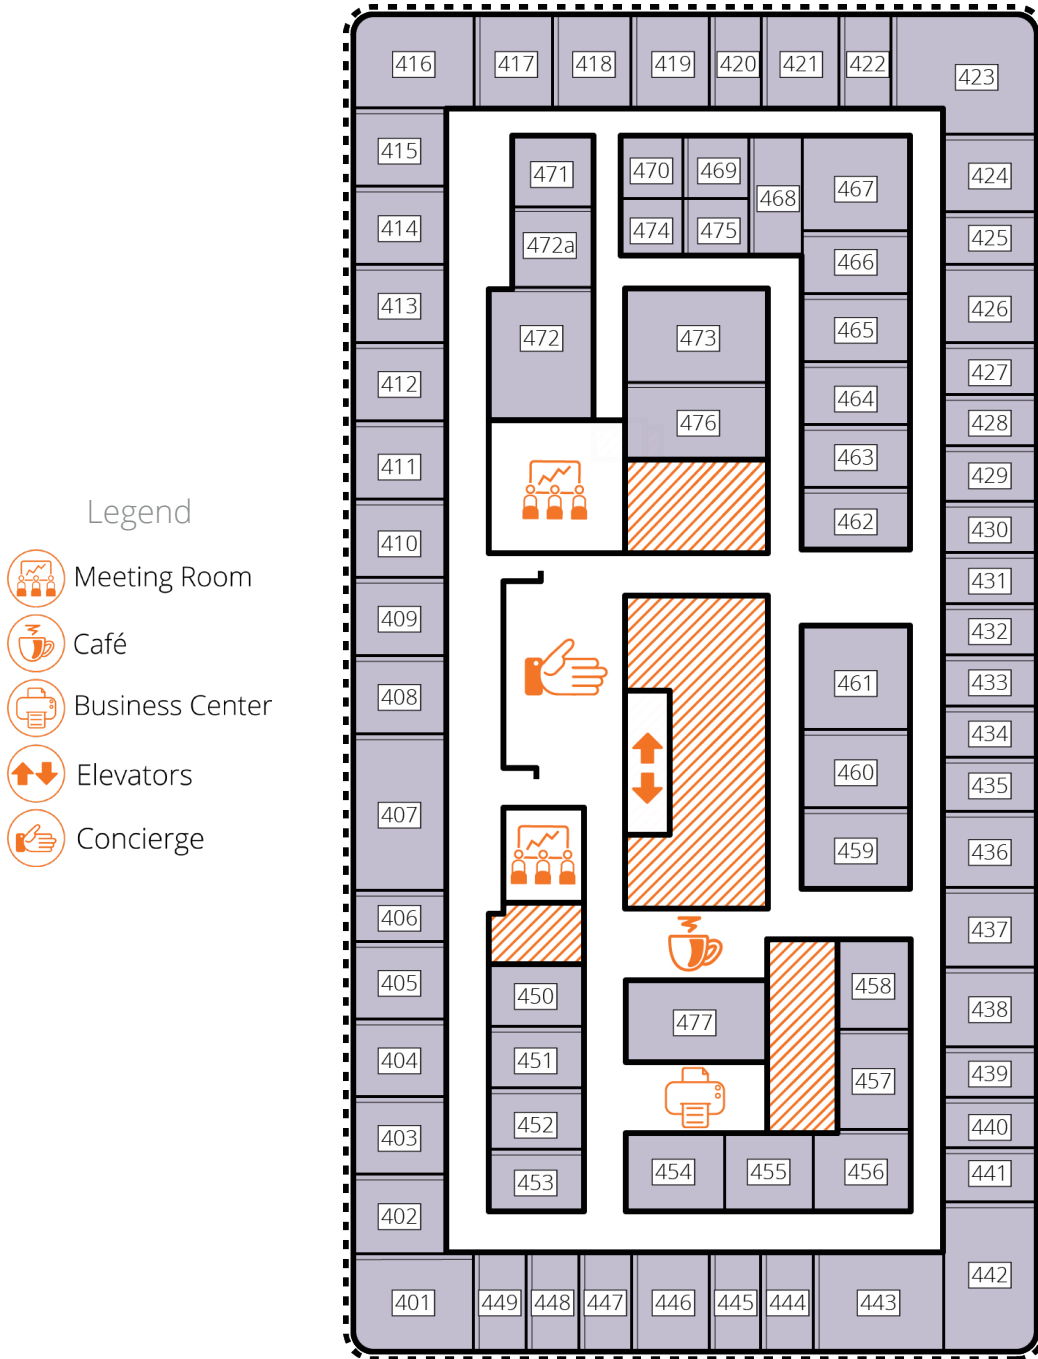 416 417 418 419 420 421 422 423
415 471 470 469 468 467 424
414 472a 474 475 466 425
413 472 473 465 426
412 476 464 427
428
411 463 429
Legend
410 462 430
Meeting Room
431
409 432
Café
408 461 433
Business Center
434
Elevators
460 435
407
Concierge
459 436
406 437
405 450 477 458 438
404 451 457 439
403 452 440
402 453 454 455 456 441
442
401 449 448 447 446 445 444 443